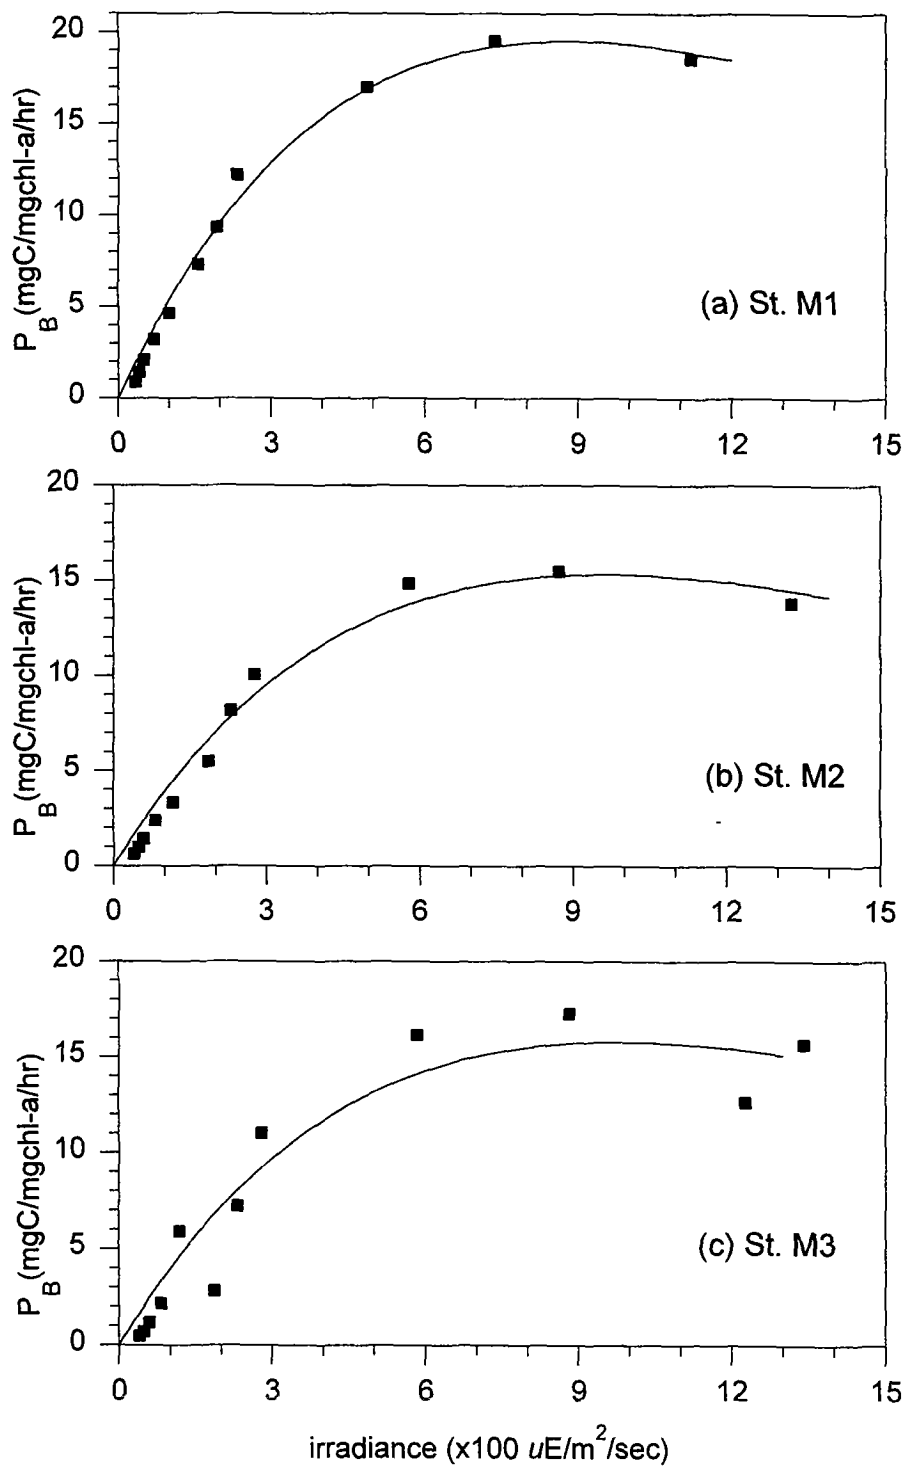 20
15
10
5
0
P_B (mgC/mgchl-a/hr)
(a) St. M1
0 3 6 9 12 15
20
15
10
5
0
P_B (mgC/mgchl-a/hr)
(b) St. M2
0 3 6 9 12 15
20
15
10
5
0
P_B (mgC/mgchl-a/hr)
(c) St. M3
0 3 6 9 12 15
irradiance (x100 uE/m²/sec)